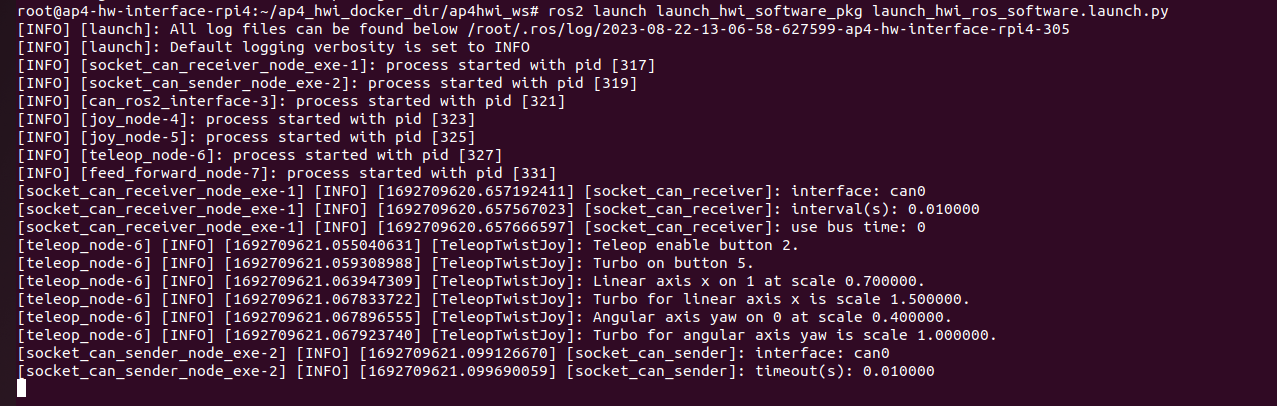 root@ap4-hw-interface-rpi4:~/ap4_hwi_docker_dir/ap4hwi_ws# ros2 launch launch_hwi_software_pkg launch_hwi_ros_software.launch.py
[INFO] [launch]: All log files can be found below /root/.ros/log/2023-08-22-13-06-58-627599-ap4-hw-interface-rpi4-305
[INFO] [launch]: Default logging verbosity is set to INFO
[INFO] [socket_can_receiver_node_exe-1]: process started with pid [317]
[INFO] [socket_can_sender_node_exe-2]: process started with pid [319]
[INFO] [can_ros2_interface-3]: process started with pid [321]
[INFO] [joy_node-4]: process started with pid [323]
[INFO] [joy_node-5]: process started with pid [325]
[INFO] [teleop_node-6]: process started with pid [327]
[INFO] [feed_forward_node-7]: process started with pid [331]
[socket_can_receiver_node_exe-1] [INFO] [1692709620.657192411] [socket_can_receiver]: interface: can0
[socket_can_receiver_node_exe-1] [INFO] [1692709620.657567023] [socket_can_receiver]: interval(s): 0.010000
[socket_can_receiver_node_exe-1] [INFO] [1692709620.657666597] [socket_can_receiver]: use bus time: 0
[teleop_node-6] [INFO] [1692709621.055040631] [TeleopTwistJoy]: Teleop enable button 2.
[teleop_node-6] [INFO] [1692709621.059308988] [TeleopTwistJoy]: Turbo on button 5.
[teleop_node-6] [INFO] [1692709621.063947309] [TeleopTwistJoy]: Linear axis x on 1 at scale 0.700000.
[teleop_node-6] [INFO] [1692709621.067833722] [TeleopTwistJoy]: Turbo for linear axis x is scale 1.500000.
[teleop_node-6] [INFO] [1692709621.067896555] [TeleopTwistJoy]: Angular axis yaw on 0 at scale 0.400000.
[teleop_node-6] [INFO] [1692709621.067923740] [TeleopTwistJoy]: Turbo for angular axis yaw is scale 1.000000.
[socket_can_sender_node_exe-2] [INFO] [1692709621.099126670] [socket_can_sender]: interface: can0
[socket_can_sender_node_exe-2] [INFO] [1692709621.099690059] [socket_can_sender]: timeout(s): 0.010000